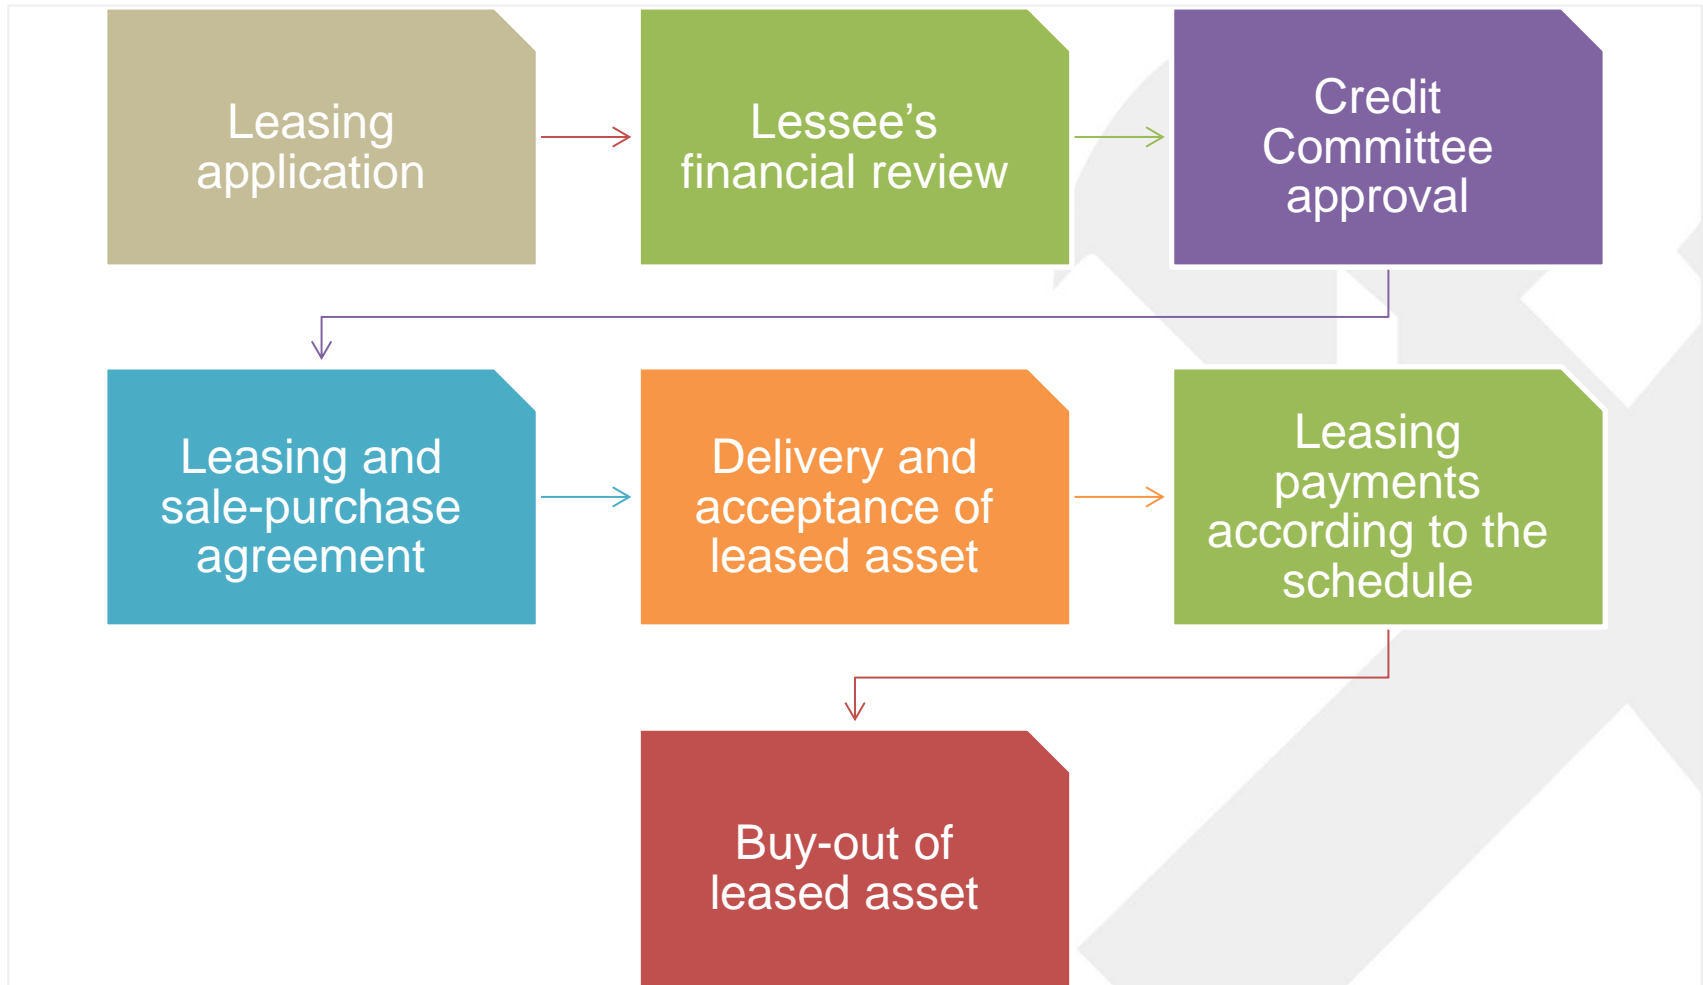 Leasing
application
Lessee’s
financial review
Credit
Committee
approval
Leasing and
sale-purchase
agreement
Delivery and
acceptance of
leased asset
Leasing
payments
according to the
schedule
Buy-out of
leased asset